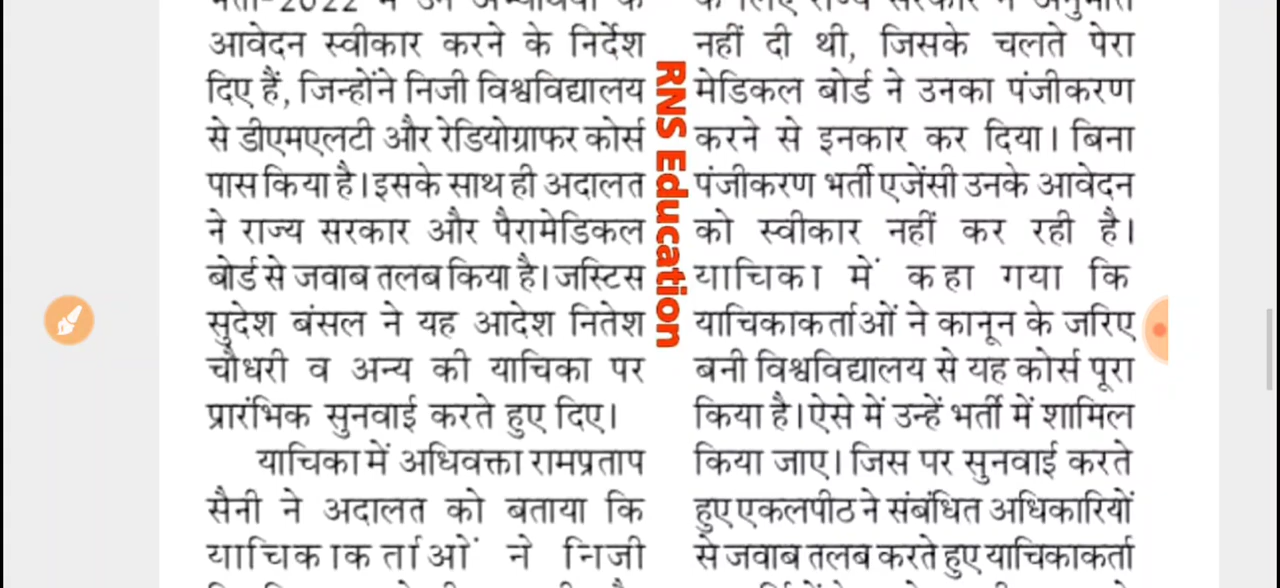 आवेदन स्वीकार करने के निर्देश
दिए हैं, जिन्होंने निजी विश्वविद्यालय
से डीएमएलटी और रेडियोग्राफर कोर्स
पास किया है। इसके साथ ही अदालत
ने राज्य सरकार और पैरामेडिकल
बोर्ड से जवाब तलब किया है। जस्टिस
सुदेश बंसल ने यह आदेश नितेश
चौधरी व अन्य की याचिका पर
प्रारंभिक सुनवाई करते हुए दिए।
याचिका में अधिवक्ता रामप्रताप
सैनी ने अदालत को बताया कि
याचिकाकर्ताओं ने निजी
RNS Education
नहीं दी थी, जिसके चलते पेरा
मेडिकल बोर्ड ने उनका पंजीकरण
करने से इनकार कर दिया। बिना
पंजीकरण भर्ती एजेंसी उनके आवेदन
को स्वीकार नहीं कर रही है।
याचिका में कहा गया कि
याचिकाकर्ताओं ने कानून के जरिए
बनी विश्वविद्यालय से यह कोर्स पूरा
किया है। ऐसे में उन्हें भर्ती में शामिल
किया जाए। जिस पर सुनवाई करते
हुए एकलपीठ ने संबंधित अधिकारियों
से जवाब तलब करते हुए याचिकाकर्ता